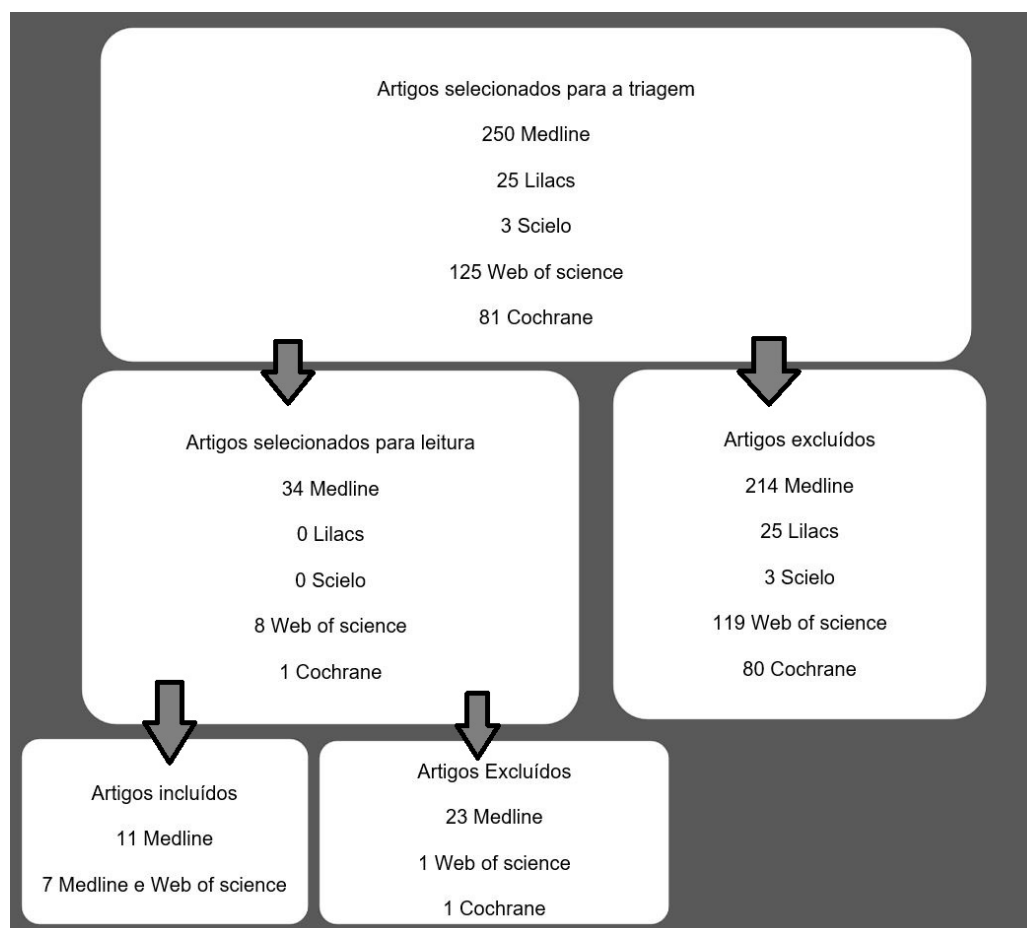 Artigos selecionados para a triagem
250 Medline
25 Lilacs
3 Scielo
125 Web of science
81 Cochrane
Artigos selecionados para leitura
34 Medline
0 Lilacs
0 Scielo
8 Web of science
1 Cochrane
Artigos excluídos
214 Medline
25 Lilacs
3 Scielo
119 Web of science
80 Cochrane
Artigos incluídos
11 Medline
7 Medline e Web of science
Artigos Excluídos
23 Medline
1 Web of science
1 Cochrane